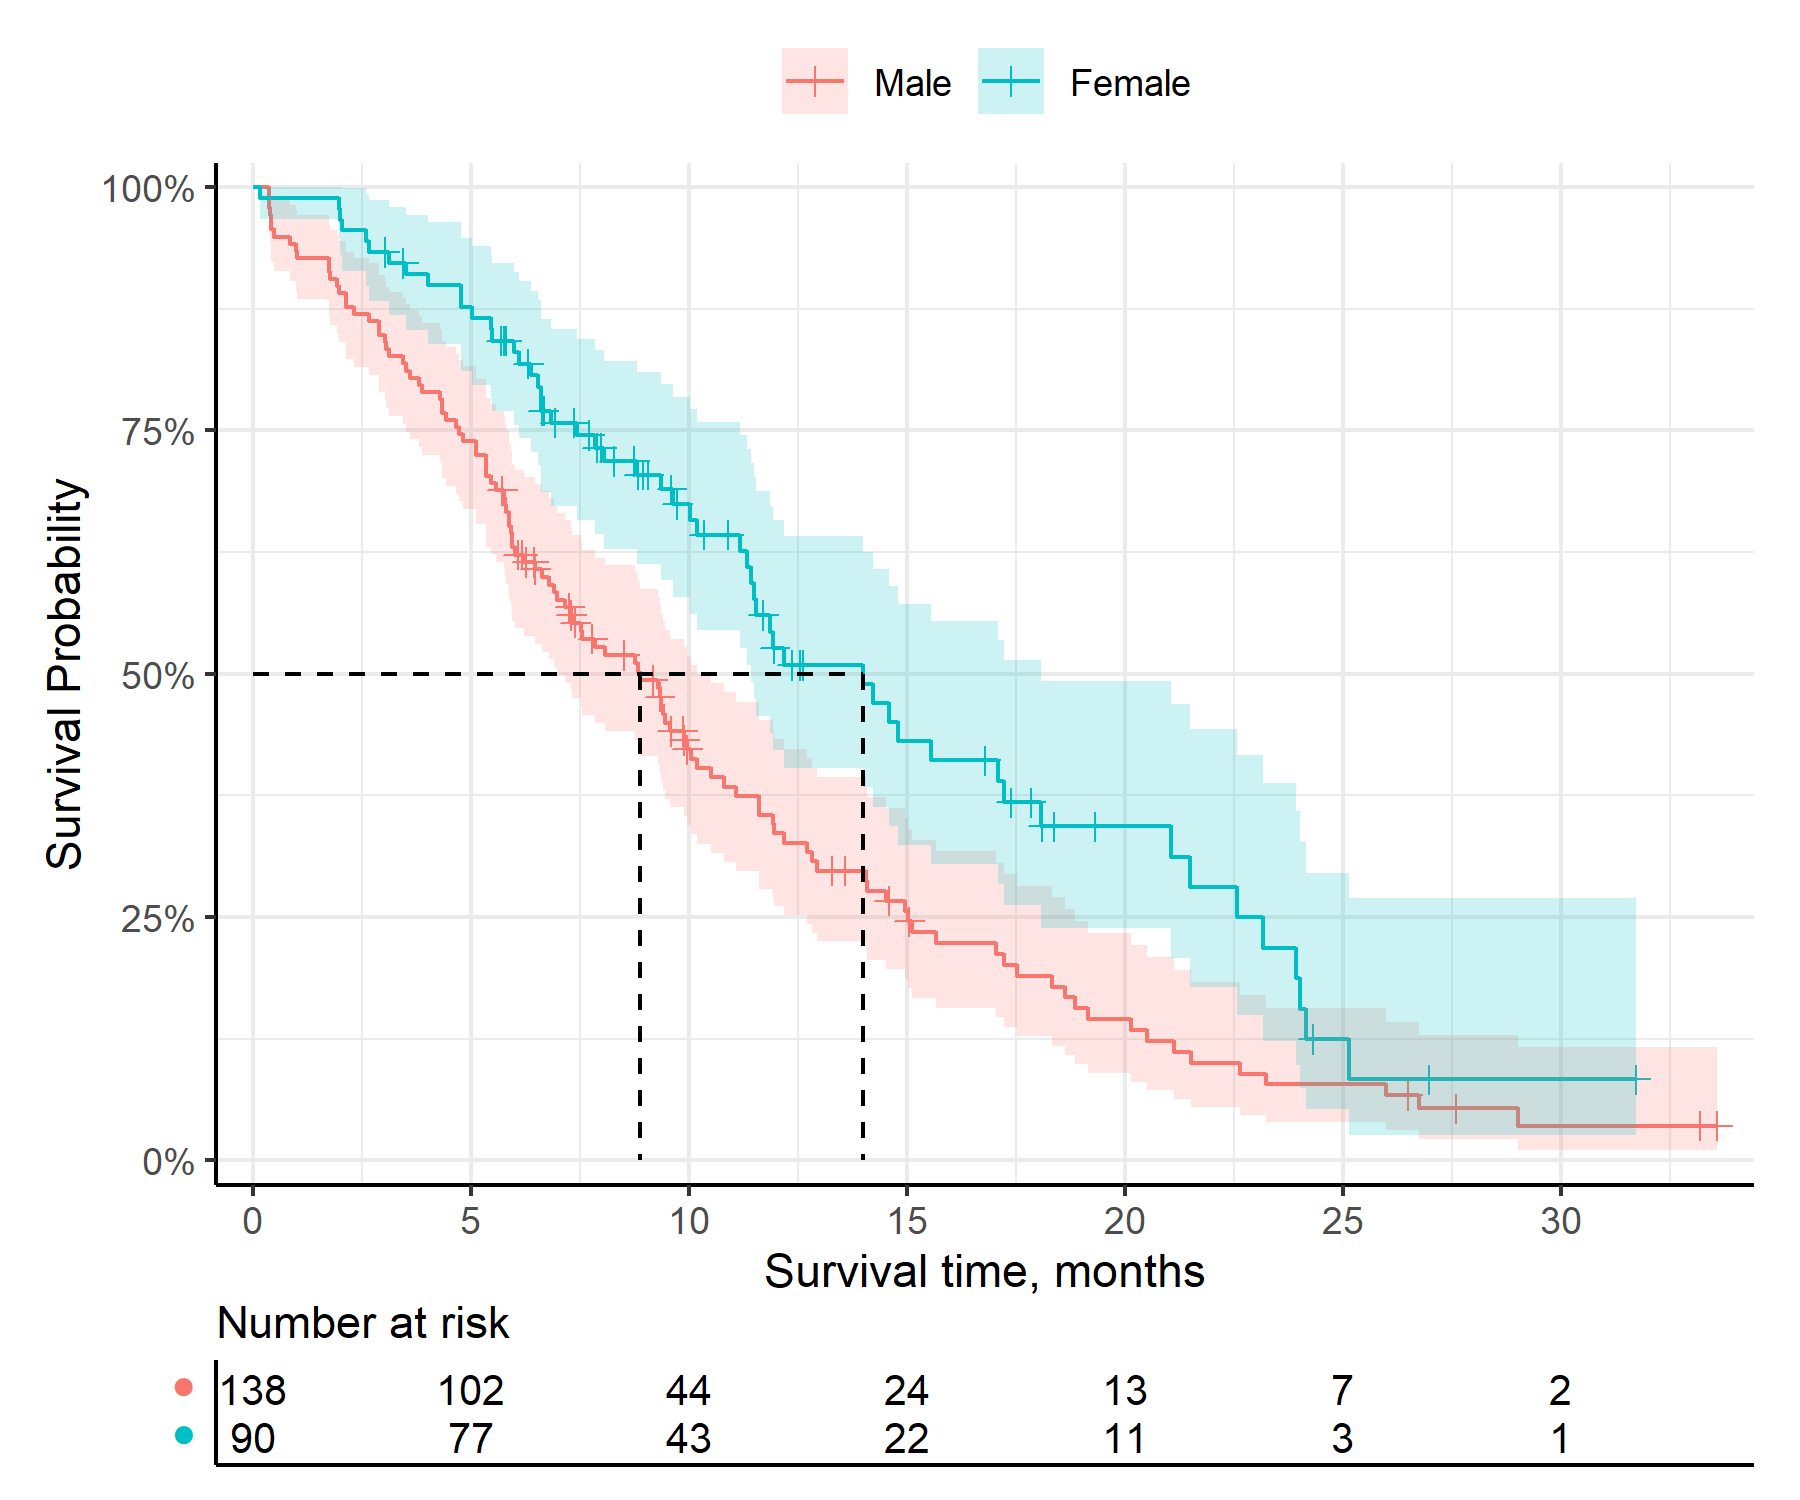 Male Female
100%
75%
50%
25%
0%
Survival Probability
0 5 10 15 20 25 30
Survival time, months
Number at risk
138 102 44 24 13 7 2
90 77 43 22 11 3 1